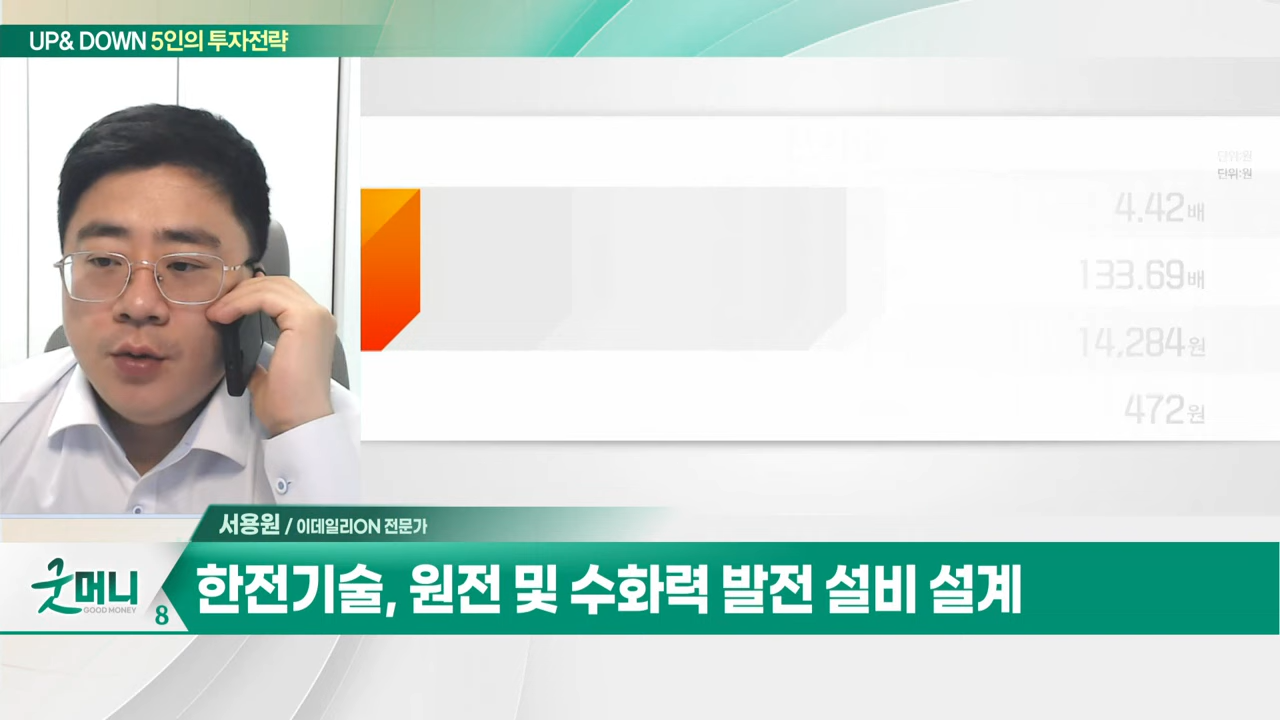 UP& DOWN 5인의 투자전략
단위:원
단위:원
4.42배
133.69배
14,284원
472원
서용원 / 이데일리ON 전문가
굿머니
GOOD MONEY
8
한전기술, 원전 및 수화력 발전 설비 설계